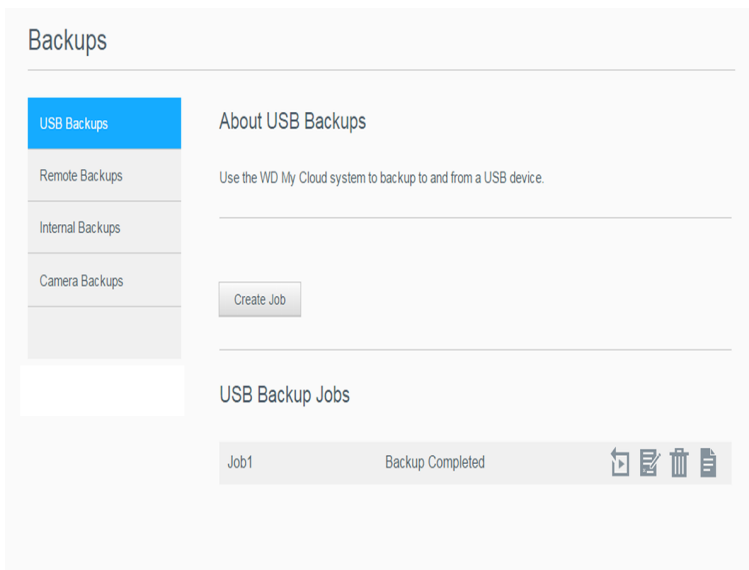 Backups
USB Backups
Remote Backups
Internal Backups
Camera Backups
About USB Backups
Use the WD My Cloud system to backup to and from a USB device.
Create Job
USB Backup Jobs
Job1 Backup Completed